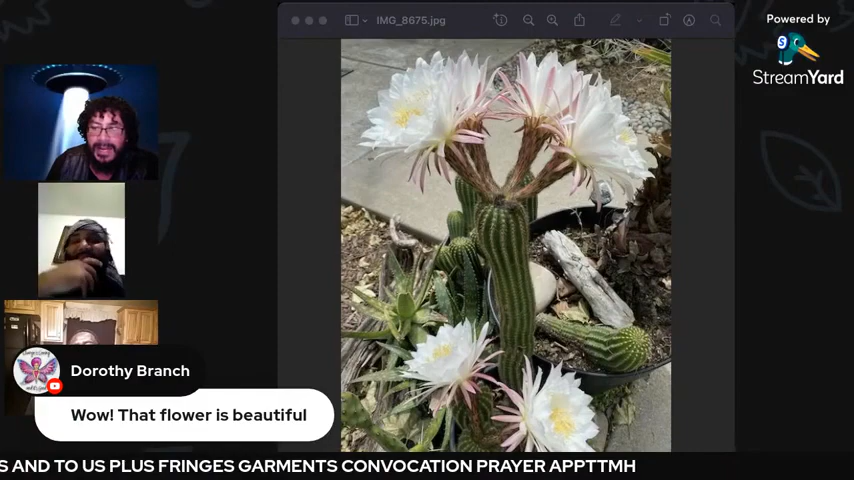 IMG_8675.jpg
Powered by
S
StreamYard
Dorothy Branch
Wow! That flower is beautiful
S AND TO US PLUS FRINGES GARMENTS CONVOCATION PRAYER APPTTMH